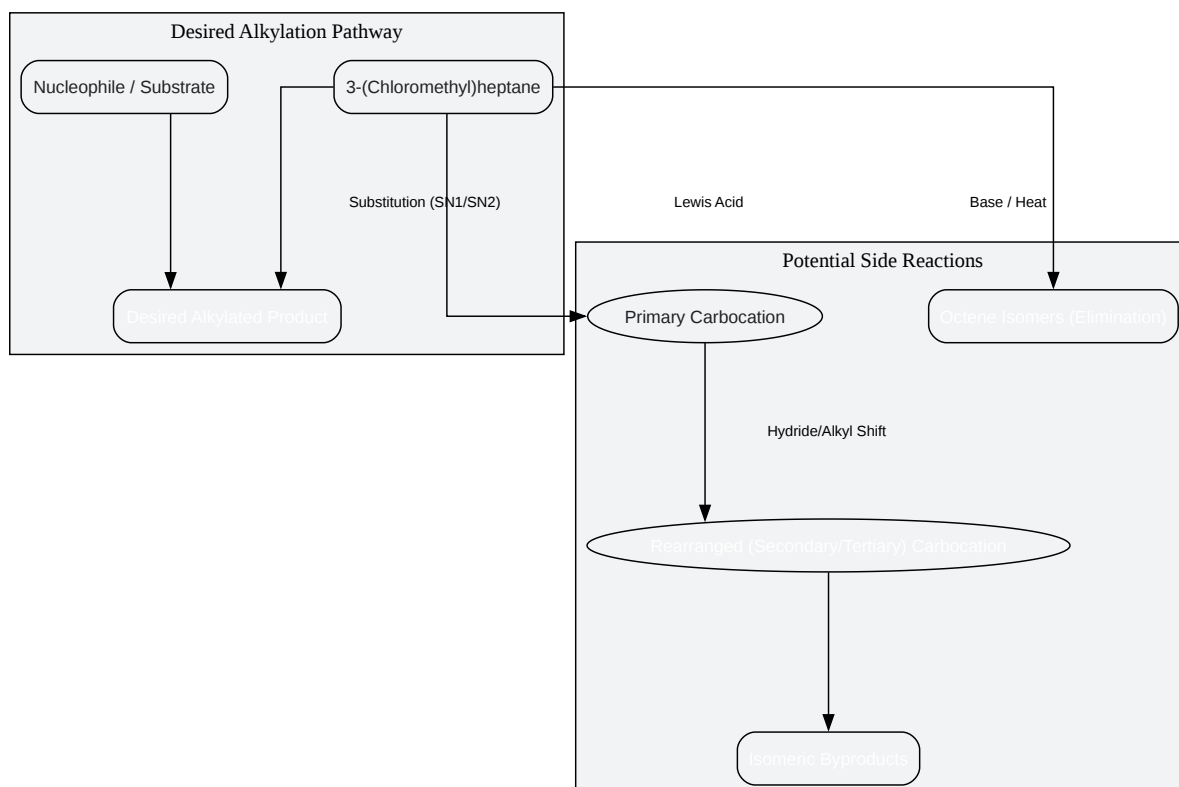 Desired Alkylation Pathway
Nucleophile / Substrate
3-(Chloromethyl)heptane
Substitution (SN1/SN2)
Lewis Acid
Base / Heat
Potential Side Reactions
Desired Alkylated Product
Primary Carbocation
Octene Isomers (Elimination)
Hydride/Alkyl Shift
Rearranged (Secondary/Tertiary) Carbocation
Isomeric Byproducts